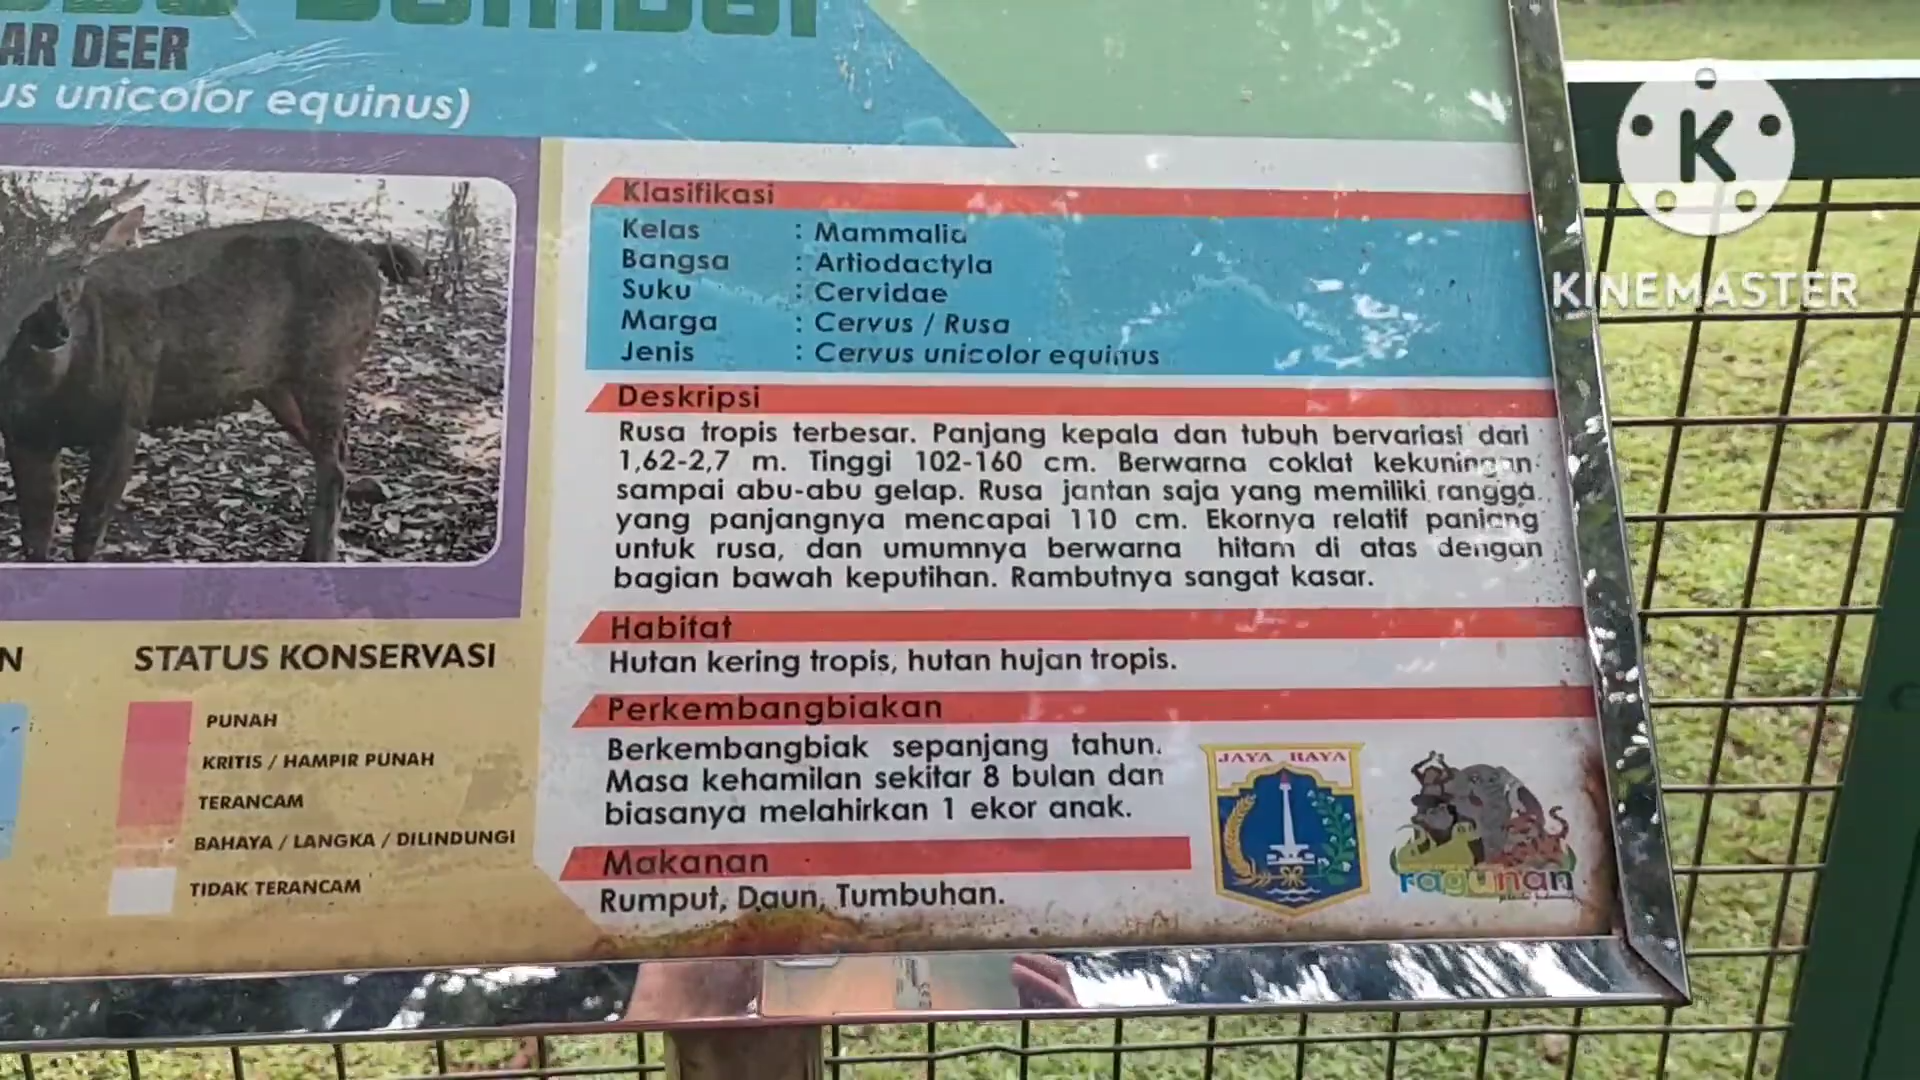 AR DEER
us unicolor equinus)
Klasifikasi
Kelas : Mammalia
Bangsa : Artiodactyla
Suku : Cervidae
Marga : Cervus / Rusa
Jenis : Cervus unicolor equinus
Deskripsi
Rusa tropis terbesar. Panjang kepala dan tubuh bervariasi dari
1,62-2,7 m. Tinggi 102-160 cm. Berwarna coklat kekuningan
sampai abu-abu gelap. Rusa jantan saja yang memiliki rangga
yang panjangnya mencapai 110 cm. Ekornya relatif panjang
untuk rusa, dan umumnya berwarna hitam di atas dengan
bagian bawah keputihan. Rambutnya sangat kasar.
Habitat
Hutan kering tropis, hutan hujan tropis.
Perkembangbiakan
Berkembangbiak sepanjang tahun.
Masa kehamilan sekitar 8 bulan dan
biasanya melahirkan 1 ekor anak.
Makanan
Rumput, Daun, Tumbuhan.
N
STATUS KONSERVASI
PUNAH
KRITIS / HAMPIR PUNAH
TERANCAM
BAHAYA / LANGKA / DILINDUNGI
TIDAK TERANCAM
JAYA RAYA
ragunan
K
KINEMASTER